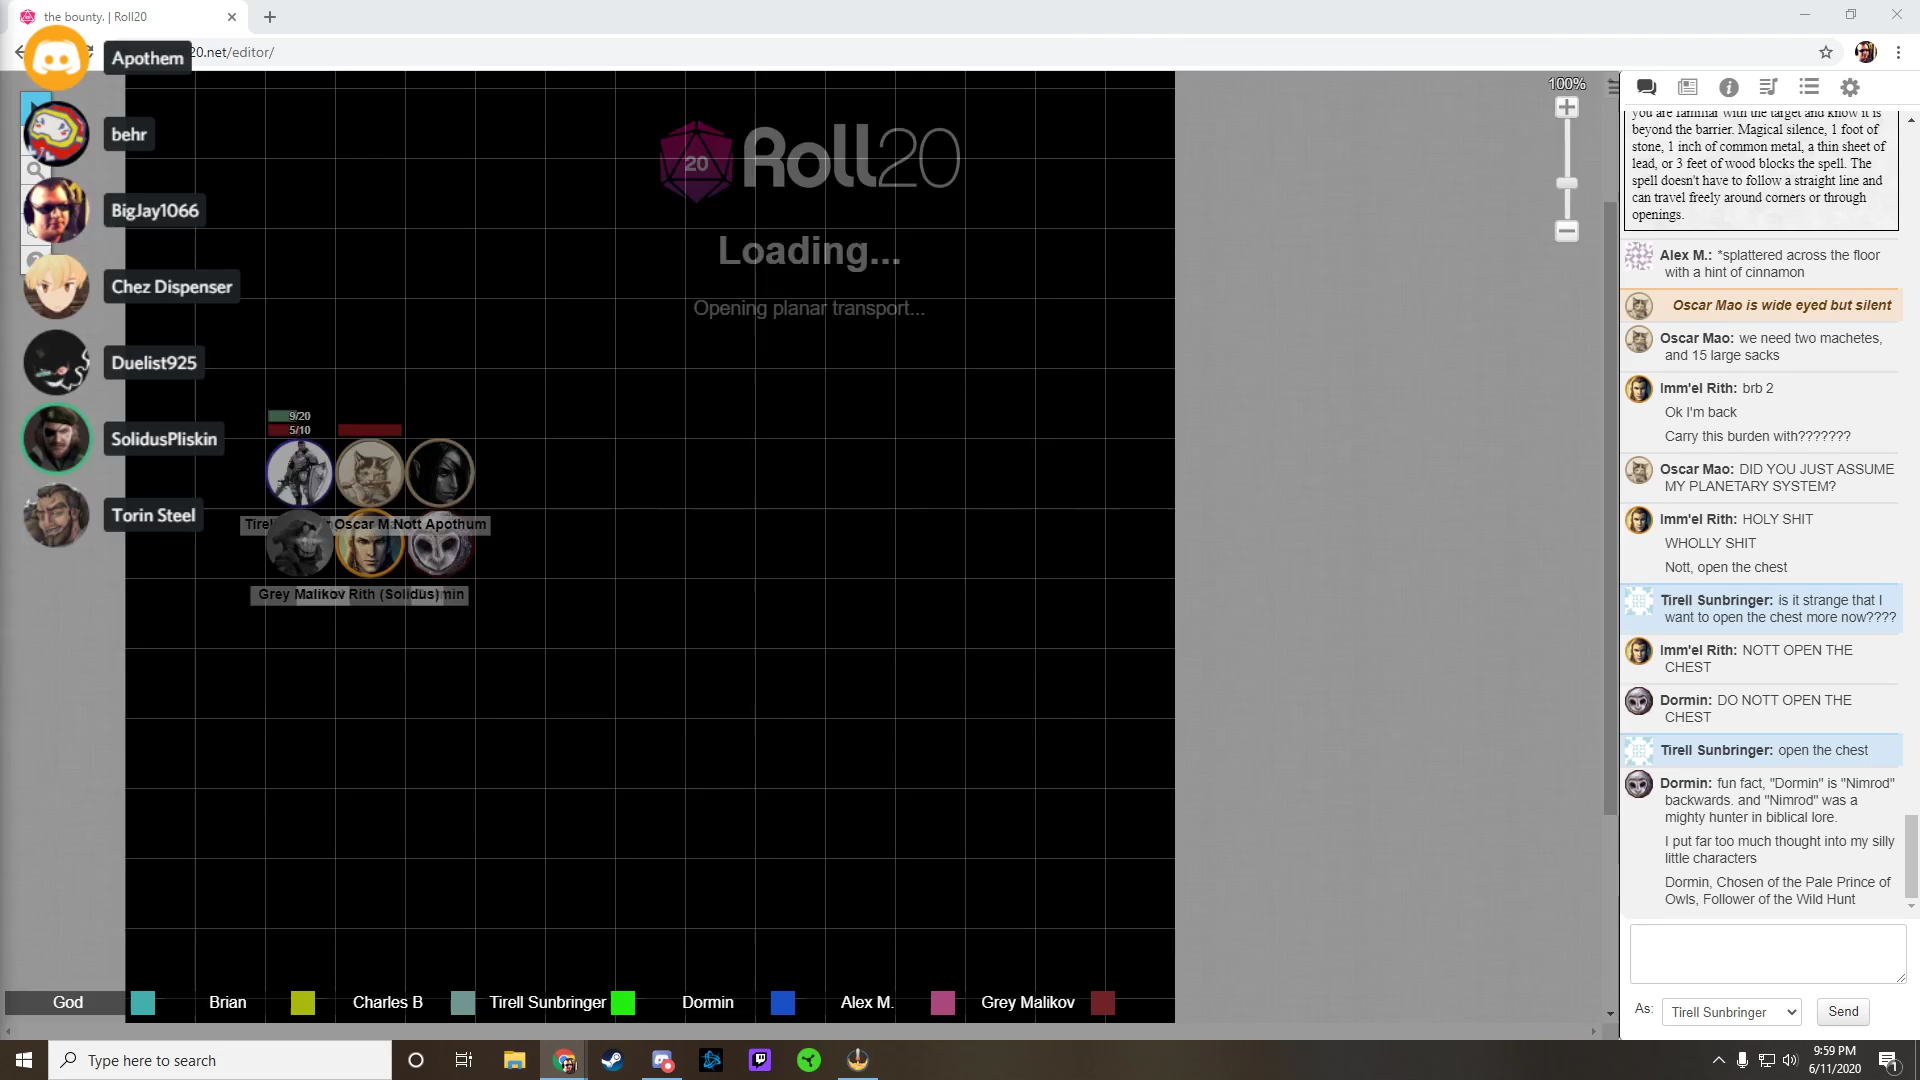 the bounty. | Roll20
20.net/editor/
Apothem
behr
BigJay1066
Chez Dispenser
Duelist925
SolidusPliskin
Torin Steel
20
Roll20
Loading...
Opening planar transport...
100%
9/20
5/10
Oscar M
Nott Apothum
Grey Malikov
Rith (Solidus)
God
Brian
Charles B
Tirell Sunbringer
Dormin
Alex M.
Grey Malikov
you are familiar with the target and know it is
beyond the barrier. Magical silence, 1 foot of
stone, 1 inch of common metal, a thin sheet of
lead, or 3 feet of wood blocks the spell. The
spell doesn't have to follow a straight line and
can travel freely around corners or through
openings.
Alex M.: *splattered across the floor
with a hint of cinnamon
Oscar Mao is wide eyed but silent
Oscar Mao: we need two machetes,
and 15 large sacks
Imm'el Rith: brb 2
Ok I'm back
Carry this burden with???????
Oscar Mao: DID YOU JUST ASSUME
MY PLANETARY SYSTEM?
Imm'el Rith: HOLY SHIT
WHOLLY SHIT
Nott, open the chest
Tirell Sunbringer: is it strange that I
want to open the chest more now????
Imm'el Rith: NOTT OPEN THE
CHEST
Dormin: DO NOTT OPEN THE
CHEST
Tirell Sunbringer: open the chest
Dormin: fun fact, "Dormin" is "Nimrod"
backwards. and "Nimrod" was a
mighty hunter in biblical lore.
I put far too much thought into my silly
little characters
Dormin, Chosen of the Pale Prince of
Owls, Follower of the Wild Hunt
As:
Tirell Sunbringer
Send
Type here to search
9:59 PM
6/11/2020
1